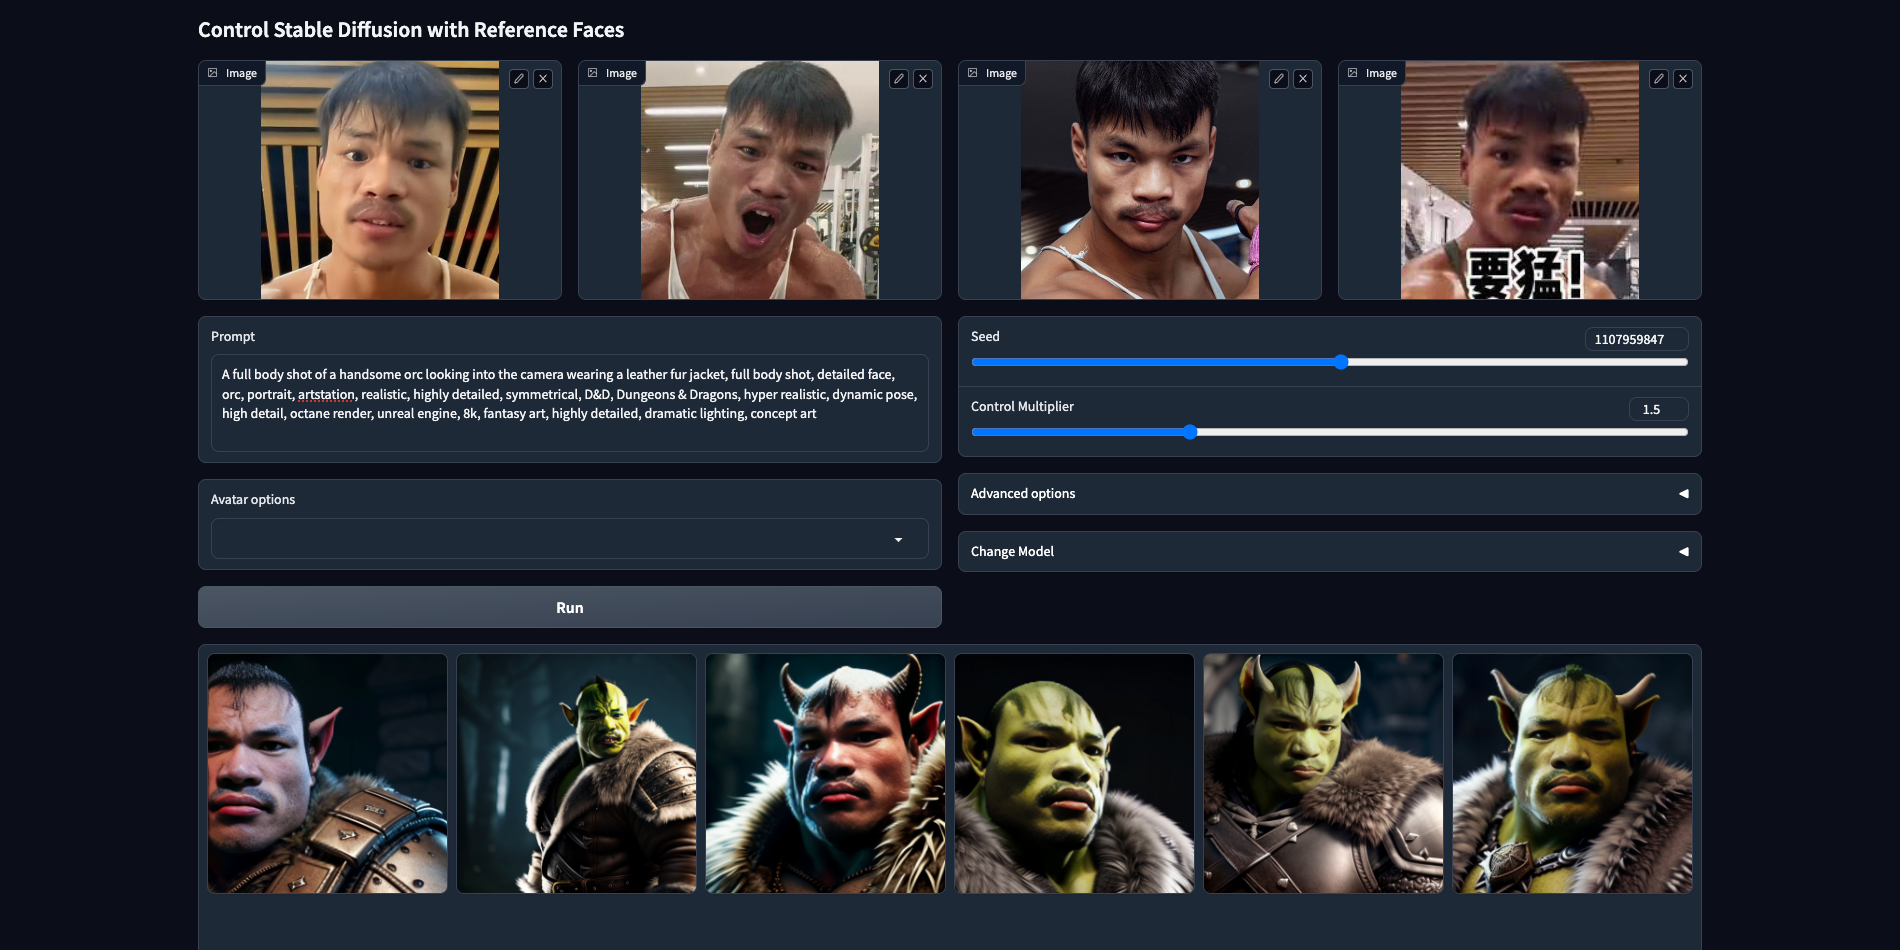 Control Stable Diffusion with Reference Faces
Image
Image
Image
Image
要猛!
Prompt
A full body shot of a handsome orc looking into the camera wearing a leather fur jacket, full body shot, detailed face,
orc, portrait, artstation, realistic, highly detailed, symmetrical, D&D, Dungeons & Dragons, hyper realistic, dynamic pose,
high detail, octane render, unreal engine, 8k, fantasy art, highly detailed, dramatic lighting, concept art
Seed
1107959847
Control Multiplier
1.5
Avatar options
Advanced options
Change Model
Run